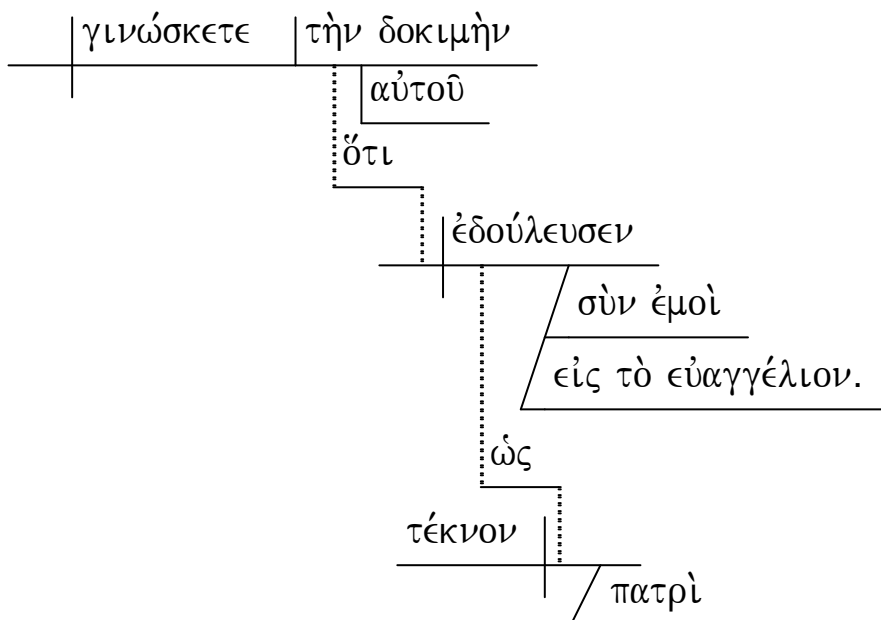 γινώσκετε τὴν δοκιμὴν
αὐτοῦ
ὅτι
ἐδούλευσεν
σὺν ἐμοὶ
εἰς τὸ εὐαγγέλιον.
ὡς
τέκνον
πατρὶ